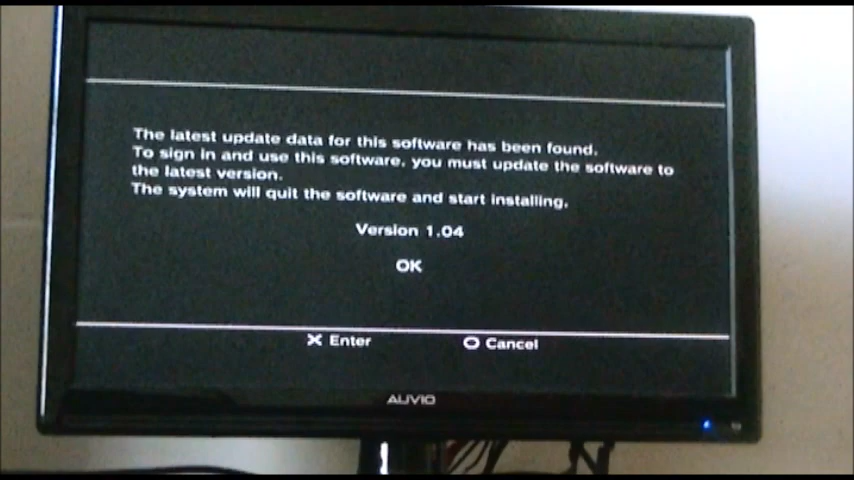 The latest update data for this software has been found.
To sign in and use this software, you must update the software to
the latest version.
The system will quit the software and start installing.
Version 1.04
OK
Enter
Cancel
AUVIO